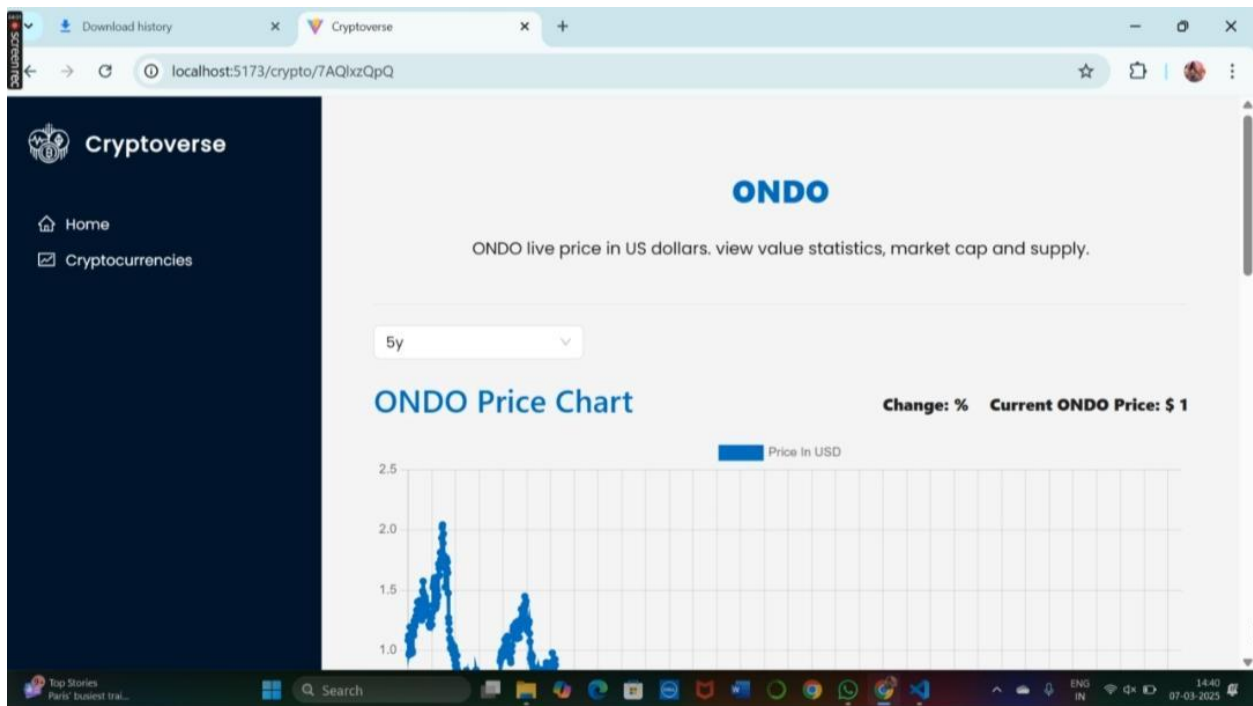 Download history
Cryptoverse
screenrec
localhost:5173/crypto/7AQlxzQpQ
Cryptoverse
Home
Cryptocurrencies
ONDO
ONDO live price in US dollars. view value statistics, market cap and supply.
5y
ONDO Price Chart
Change: % Current ONDO Price: $ 1
Price In USD
2.5
2.0
1.5
1.0
Top Stories
Paris' busiest trai...
Search
ENG
IN
14:40
07-03-2025